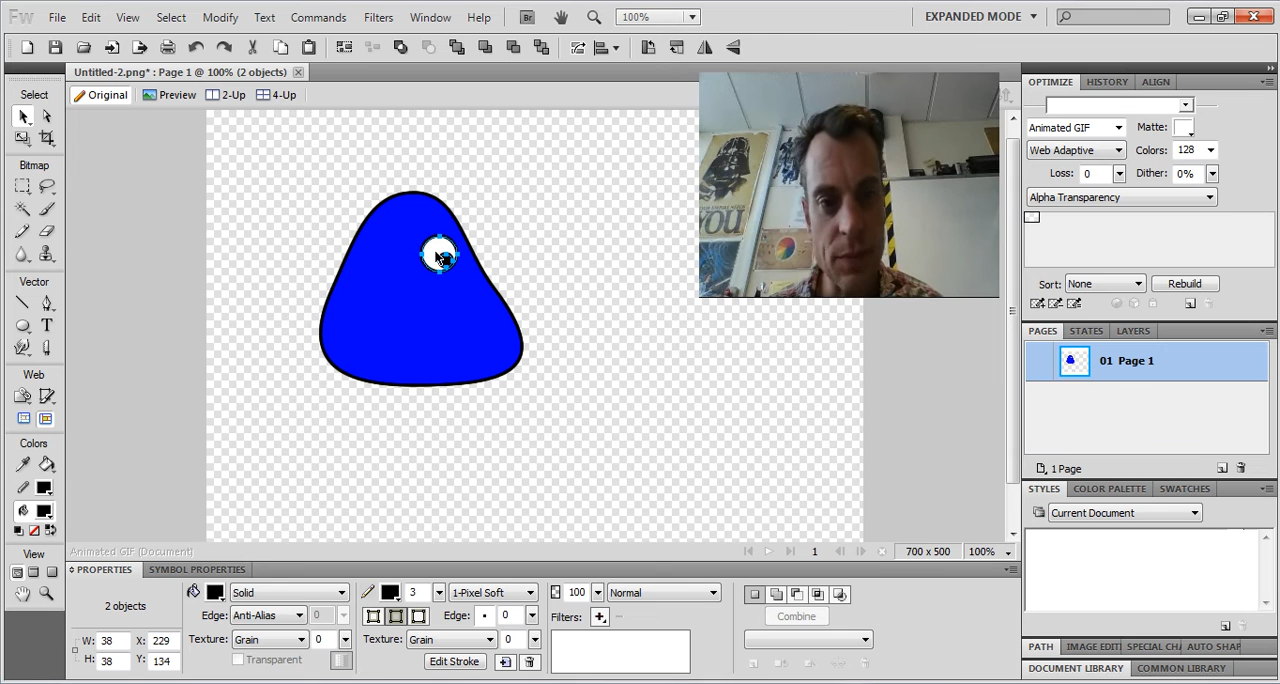 Fw File Edit View Select Modify Text Commands Filters Window Help Br 100% EXPANDED MODE
Untitled-2.png* : Page 1 @ 100% (2 objects)
Original Preview 2-Up 4-Up
Select
Bitmap
Vector
T
Web
Colors
View
YOU
OPTIMIZE HISTORY ALIGN
Animated GIF Matte:
Web Adaptive Colors: 128
Loss: 0 Dither: 0%
Alpha Transparency
Sort: None Rebuild
PAGES STATES LAYERS
01 Page 1
1 Page
STYLES COLOR PALETTE SWATCHES
Current Document
PATH IMAGE EDITI SPECIAL CHA AUTO SHAP
DOCUMENT LIBRARY COMMON LIBRARY
Animated GIF (Document) 1 700 x 500 100%
PROPERTIES SYMBOL PROPERTIES
2 objects
W: 38 X: 229
H: 38 Y: 134
Solid
Edge: Anti-Alias 0
Texture: Grain 0
Transparent
3 1-Pixel Soft
Edge: 0
Texture: Grain 0
Edit Stroke
100 Normal
Filters:
Combine